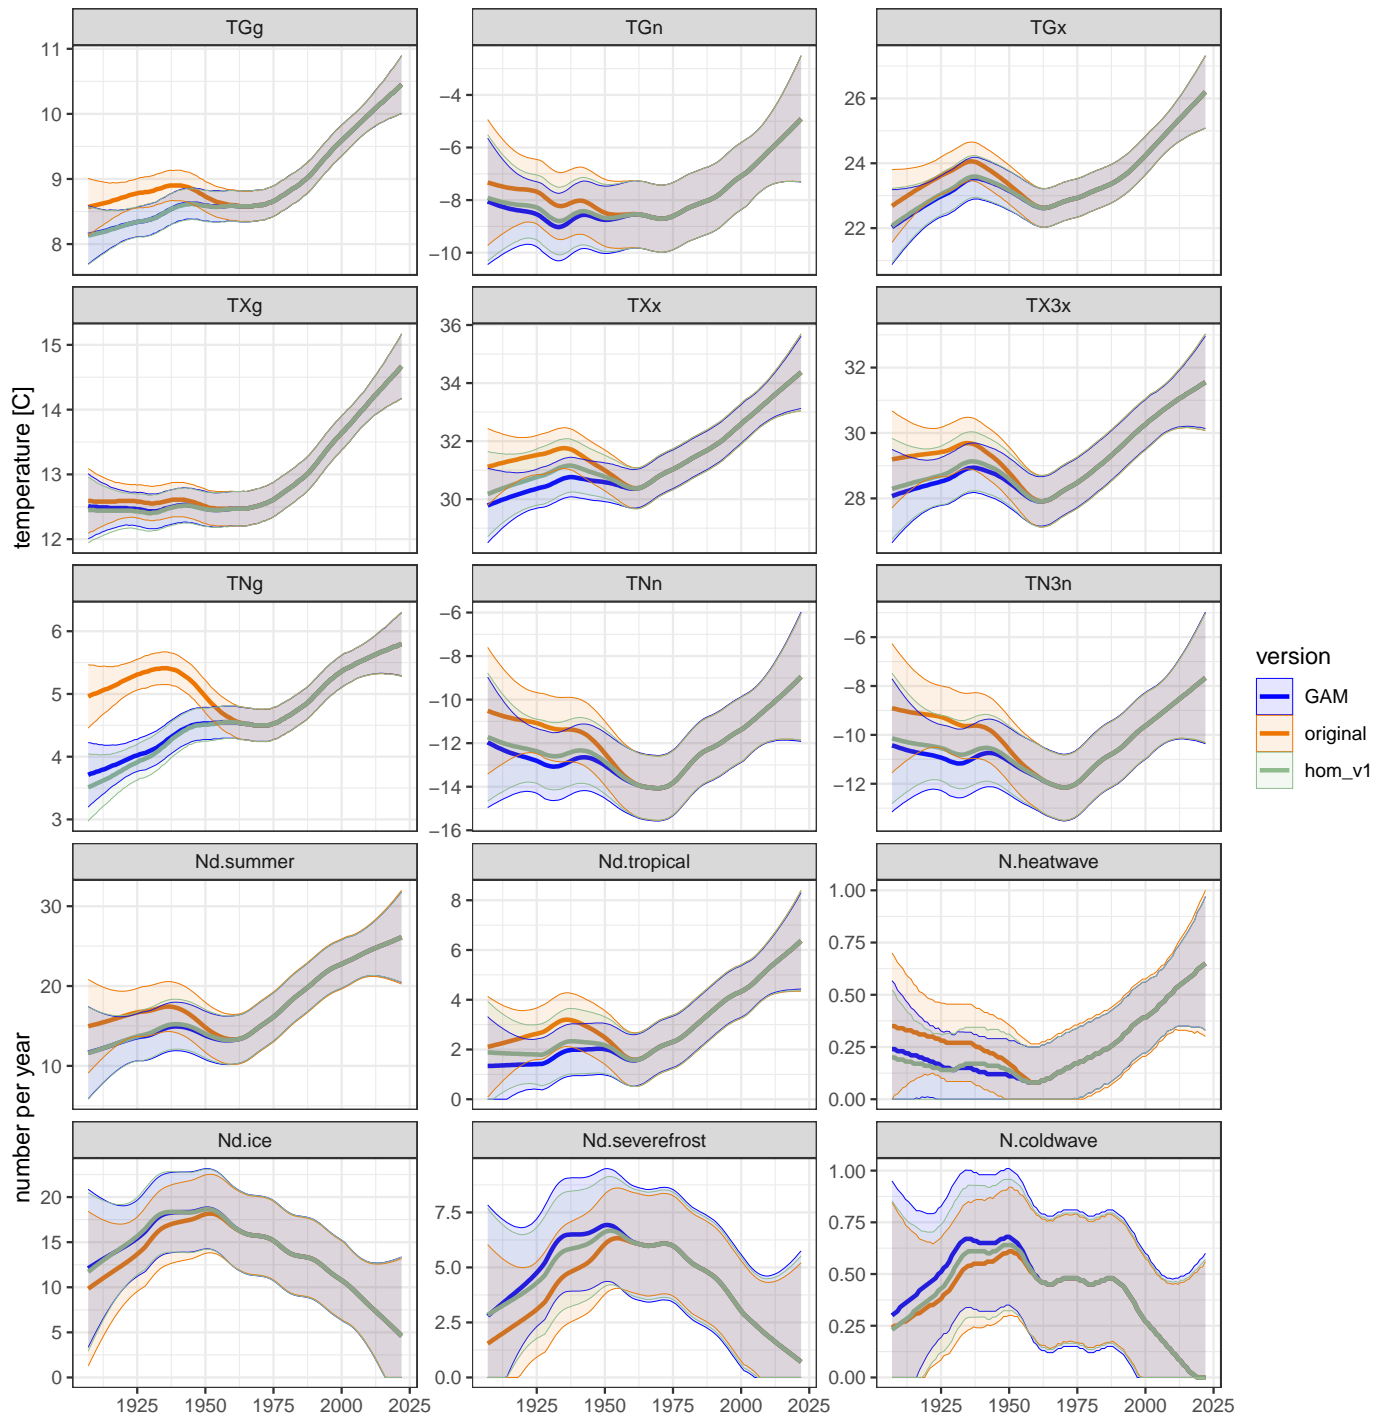 TGg
TGn
TGx
11
10
9
8
−4
−6
−8
−10
26
24
22
TXg
TXx
TX3x
15
14
13
12
36
34
32
30
32
30
28
temperature [C]
TNg
TNn
TN3n
6
5
4
3
−6
−8
−10
−12
−14
−16
−6
−8
−10
−12
version
GAM
original
hom_v1
Nd.summer
Nd.tropical
N.heatwave
30
20
10
8
6
4
2
0
1.00
0.75
0.50
0.25
0.00
number per year
Nd.ice
Nd.severefrost
N.coldwave
20
15
10
5
0
7.5
5.0
2.5
0.0
1.00
0.75
0.50
0.25
0.00
1925 1950 1975 2000 2025
1925 1950 1975 2000 2025
1925 1950 1975 2000 2025